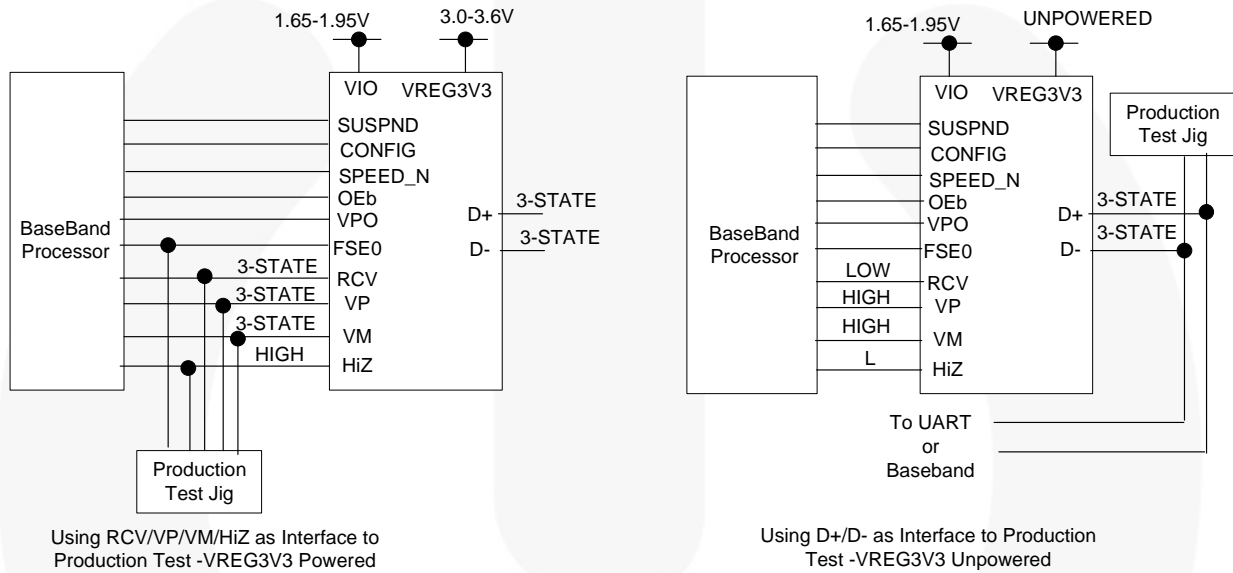 1.65-1.95V
3.0-3.6V
VIO
VREG3V3
SUSPND
CONFIG
SPEED_N
OEb
VPO
FSE0
RCV
VP
VM
HiZ
D+
D-
3-STATE
3-STATE
BaseBand
Processor
3-STATE
3-STATE
3-STATE
HIGH
Production
Test Jig
Using RCV/VP/VM/HiZ as Interface to
Production Test -VREG3V3 Powered
1.65-1.95V
UNPOWERED
VIO
VREG3V3
SUSPND
CONFIG
SPEED_N
OEb
VPO
FSE0
RCV
VP
VM
HiZ
D+
D-
3-STATE
3-STATE
Production
Test Jig
BaseBand
Processor
LOW
HIGH
HIGH
L
To UART
or
Baseband
Using D+/D- as Interface to Production
Test -VREG3V3 Unpowered